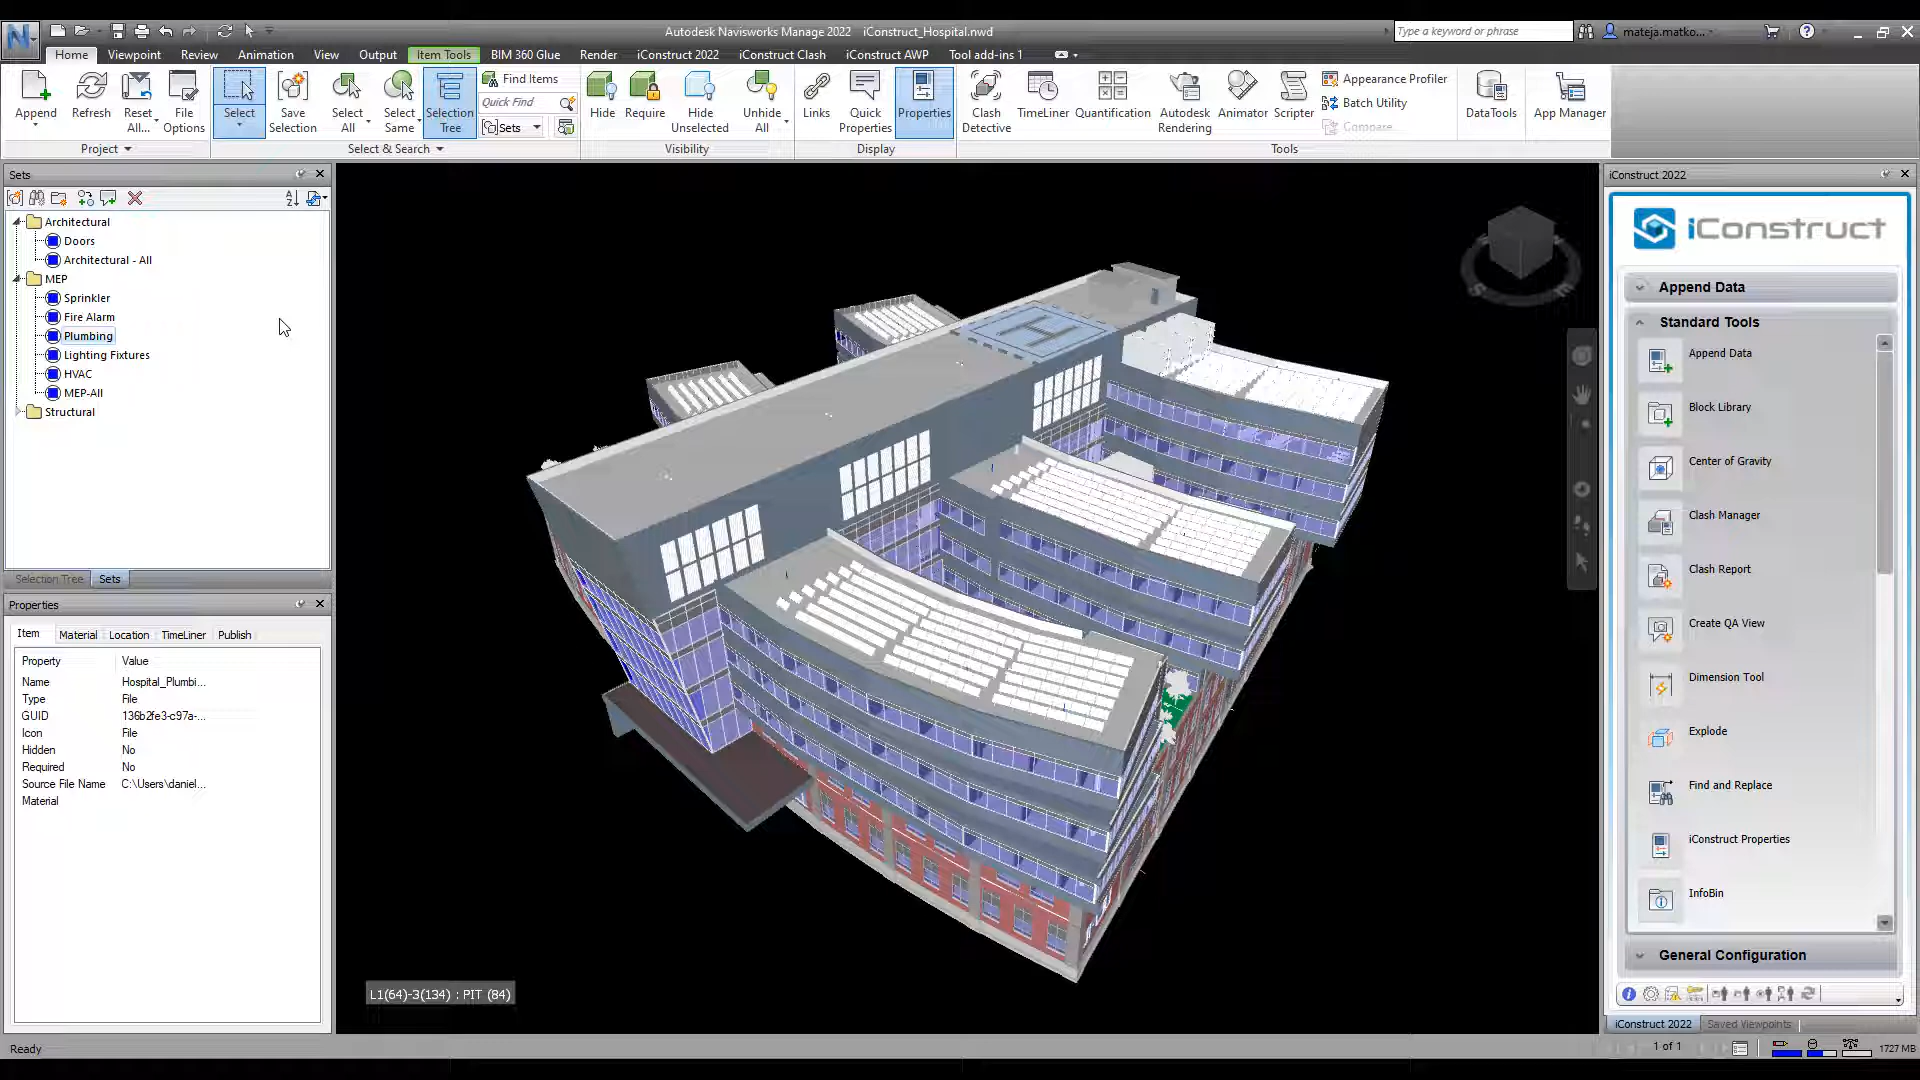 Autodesk Navisworks Manage 2022 iConstruct_Hospital.nwd
Type a keyword or phrase
mateja.matko...
Home Viewpoint Review Animation View Output Item Tools BIM 360 Glue Render iConstruct 2022 iConstruct Clash iConstruct AWP Tool add-ins 1
Append
Refresh
Reset All...
File Options
Project
Select
Save Selection
Select All
Select Same
Selection Tree
Find Items
Quick Find
Sets
Select & Search
Hide
Require
Hide Unselected
Unhide All
Visibility
Links
Quick Properties
Properties
Display
Clash Detective
TimeLiner
Quantification
Autodesk Rendering
Animator
Scripter
Appearance Profiler
Batch Utility
Compare
Tools
DataTools
App Manager
Sets
Architectural
Doors
Architectural - All
MEP
Sprinkler
Fire Alarm
Plumbing
Lighting Fixtures
HVAC
MEP-All
Structural
Selection Tree Sets
Properties
Item Material Location TimeLiner Publish
Property Value
Name Hospital_Plumbi...
Type File
GUID 136b2fe3-c97a-...
Icon File
Hidden No
Required No
Source File Name C:\Users\daniel...
Material
H
S
L1(64)-3(134) : PIT (84)
iConstruct 2022
iConstruct
Append Data
Standard Tools
Append Data
Block Library
Center of Gravity
Clash Manager
Clash Report
Create QA View
Dimension Tool
Explode
Find and Replace
iConstruct Properties
InfoBin
General Configuration
iConstruct 2022 Saved Viewpoints
Ready
1 of 1
1727 MB